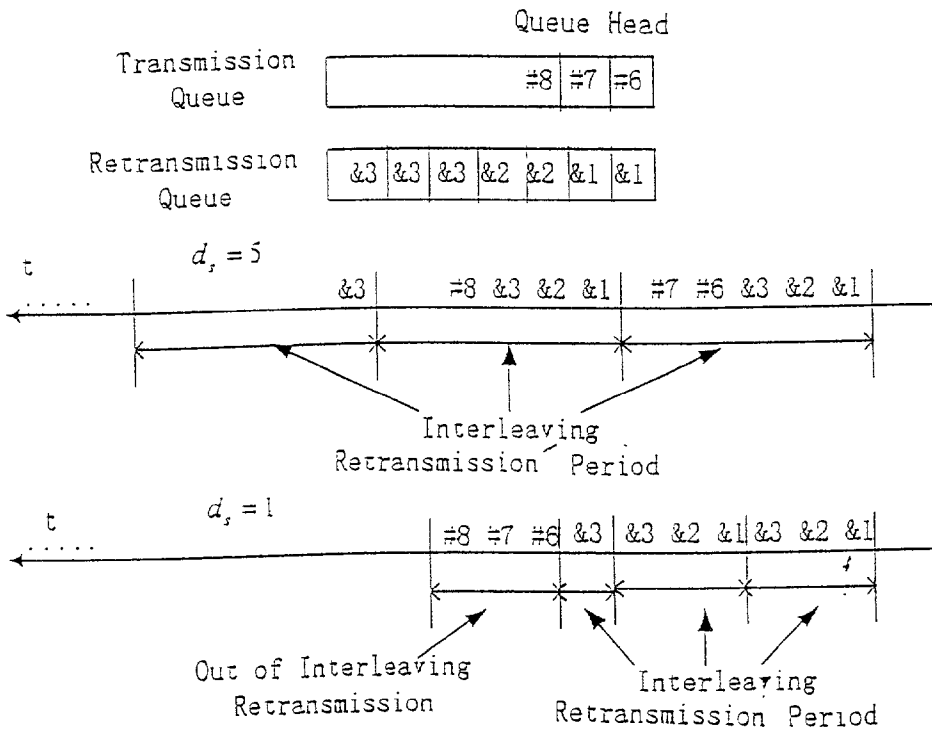 Queue Head
Transmission
Queue
#8 #7 #6
Retransmission
Queue
&3 &3 &3 &2 &2 &1 &1
t
.....
d_s = 5
&3 #8 &3 &2 &1 #7 #6 &3 &2 &1
Interleaving
Retransmission Period
t
.....
d_s = 1
#8 #7 #6 &3 &3 &2 &1 &3 &2 &1
Out of Interleaving
Retransmission
Interleaving
Retransmission Period